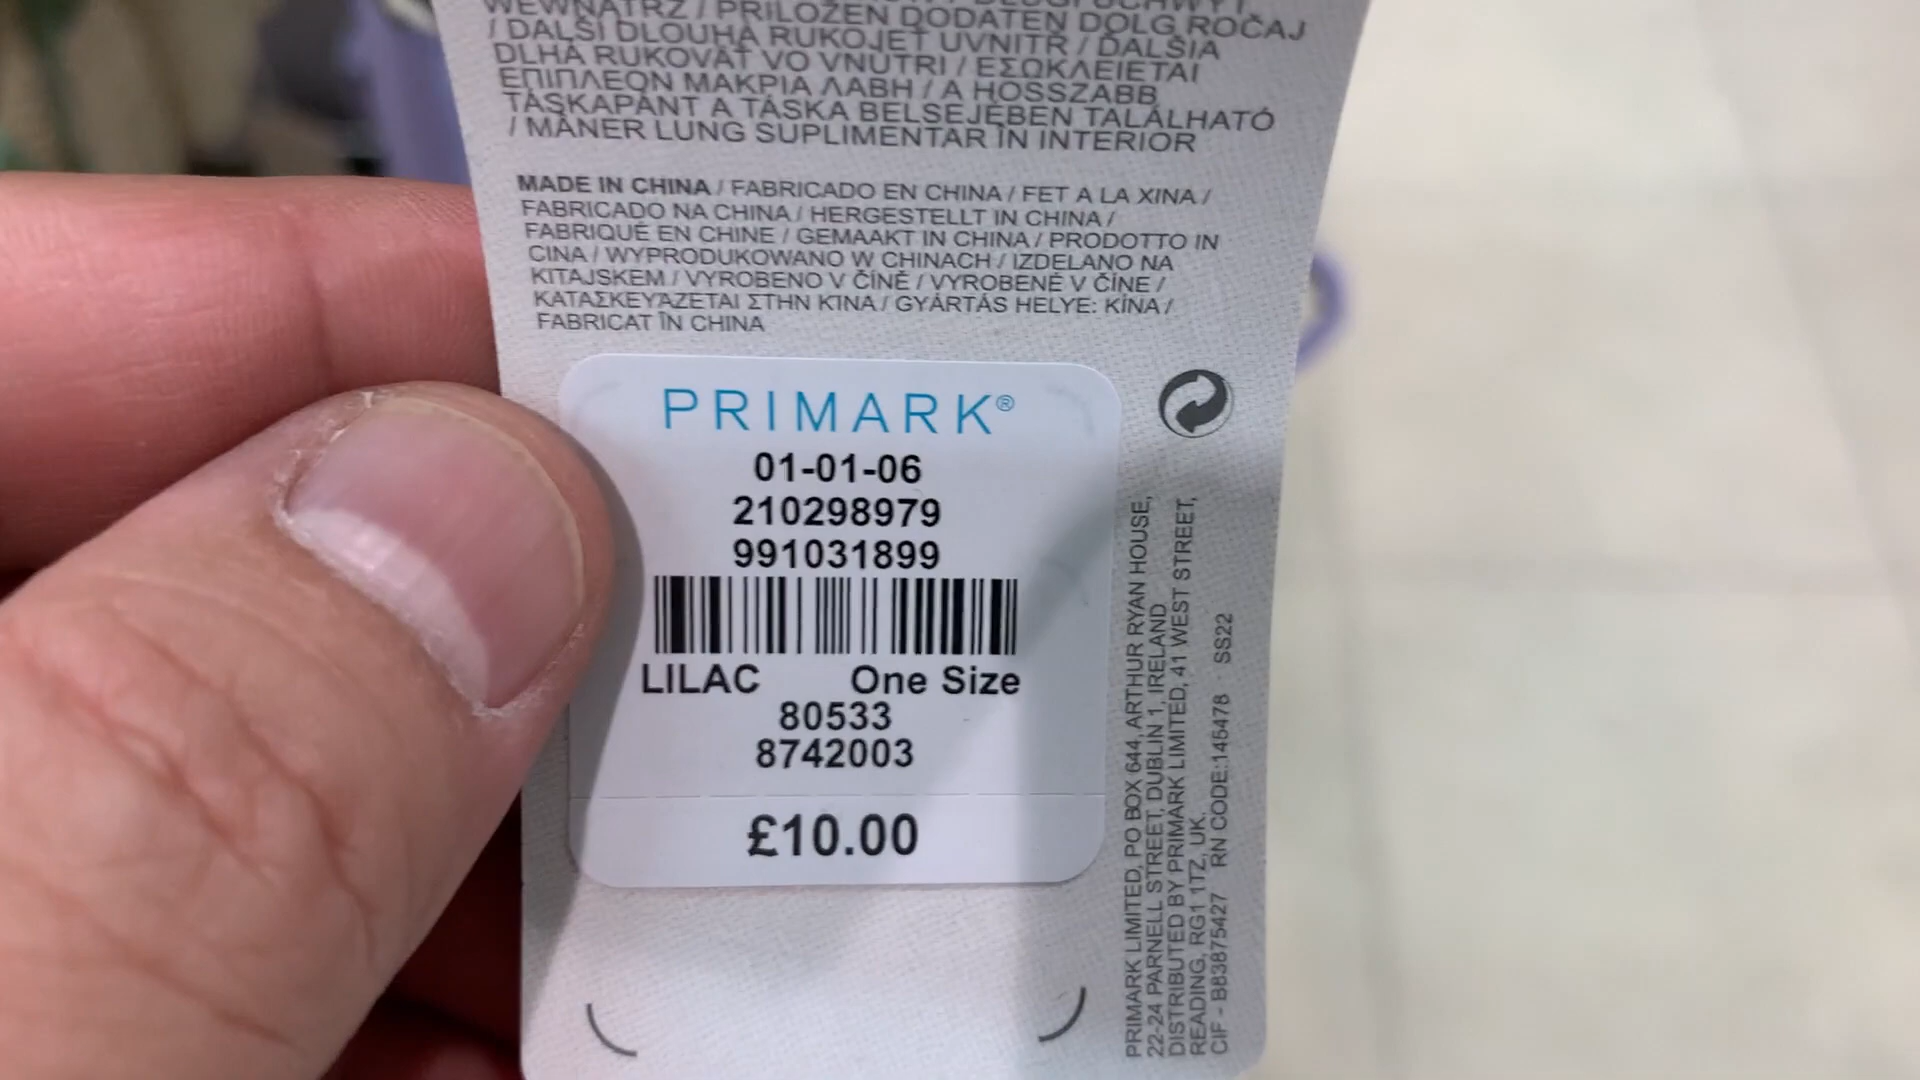 WEWNĄTRZ / PRILOŽEN DODATEN DOLG ROČAJ
/ DALŠÍ DLOUHÁ RUKOJEŤ UVNITŘ / ĎALŠIA
DLHÁ RUKOVÄŤ VO VNÚTRI / ΕΣΩΚΛΕΙΕΤΑΙ
ΕΠΙΠΛΕΟΝ ΜΑΚΡΙΑ ΛΑΒΗ / A HOSSZABB
TÁSKAPÁNT A TÁSKA BELSEJÉBEN TALÁLHATÓ
/ MÂNER LUNG SUPLIMENTAR ÎN INTERIOR
MADE IN CHINA / FABRICADO EN CHINA / FET A LA XINA /
FABRICADO NA CHINA / HERGESTELLT IN CHINA /
FABRIQUÉ EN CHINE / GEMAAKT IN CHINA / PRODOTTO IN
CINA / WYPRODUKOWANO W CHINACH / IZDELANO NA
KITAJSKEM / VYROBENO V ČÍNĚ / VYROBENÉ V ČÍNE /
ΚΑΤΑΣΚΕΥΑΖΕΤΑΙ ΣΤΗΝ ΚΙΝΑ / GYÁRTÁS HELYE: KÍNA /
FABRICAT ÎN CHINA
PRIMARK®
01-01-06
210298979
991031899
LILAC One Size
80533
8742003
£10.00
PRIMARK LIMITED, PO BOX 644, ARTHUR RYAN HOUSE,
22-24 PARNELL STREET, DUBLIN 1, IRELAND
DISTRIBUTED BY PRIMARK LIMITED, 41 WEST STREET,
READING, RG1 1TZ, UK.
CIF - B83875427 RN CODE:145478 · SS22